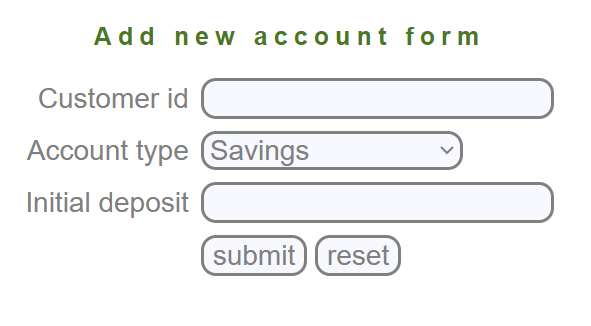 Add new account form
Customer id
Account type Savings
Initial deposit
submit reset